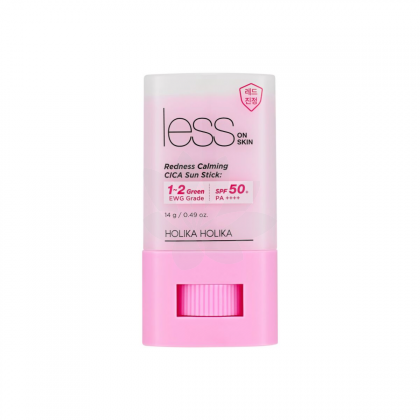 레드
진정
less ON
SKIN
Redness Calming
CICA Sun Stick:
1~2 Green
EWG Grade
SPF 50+
PA ++++
14 g / 0.49 oz.
HOLIKA HOLIKA